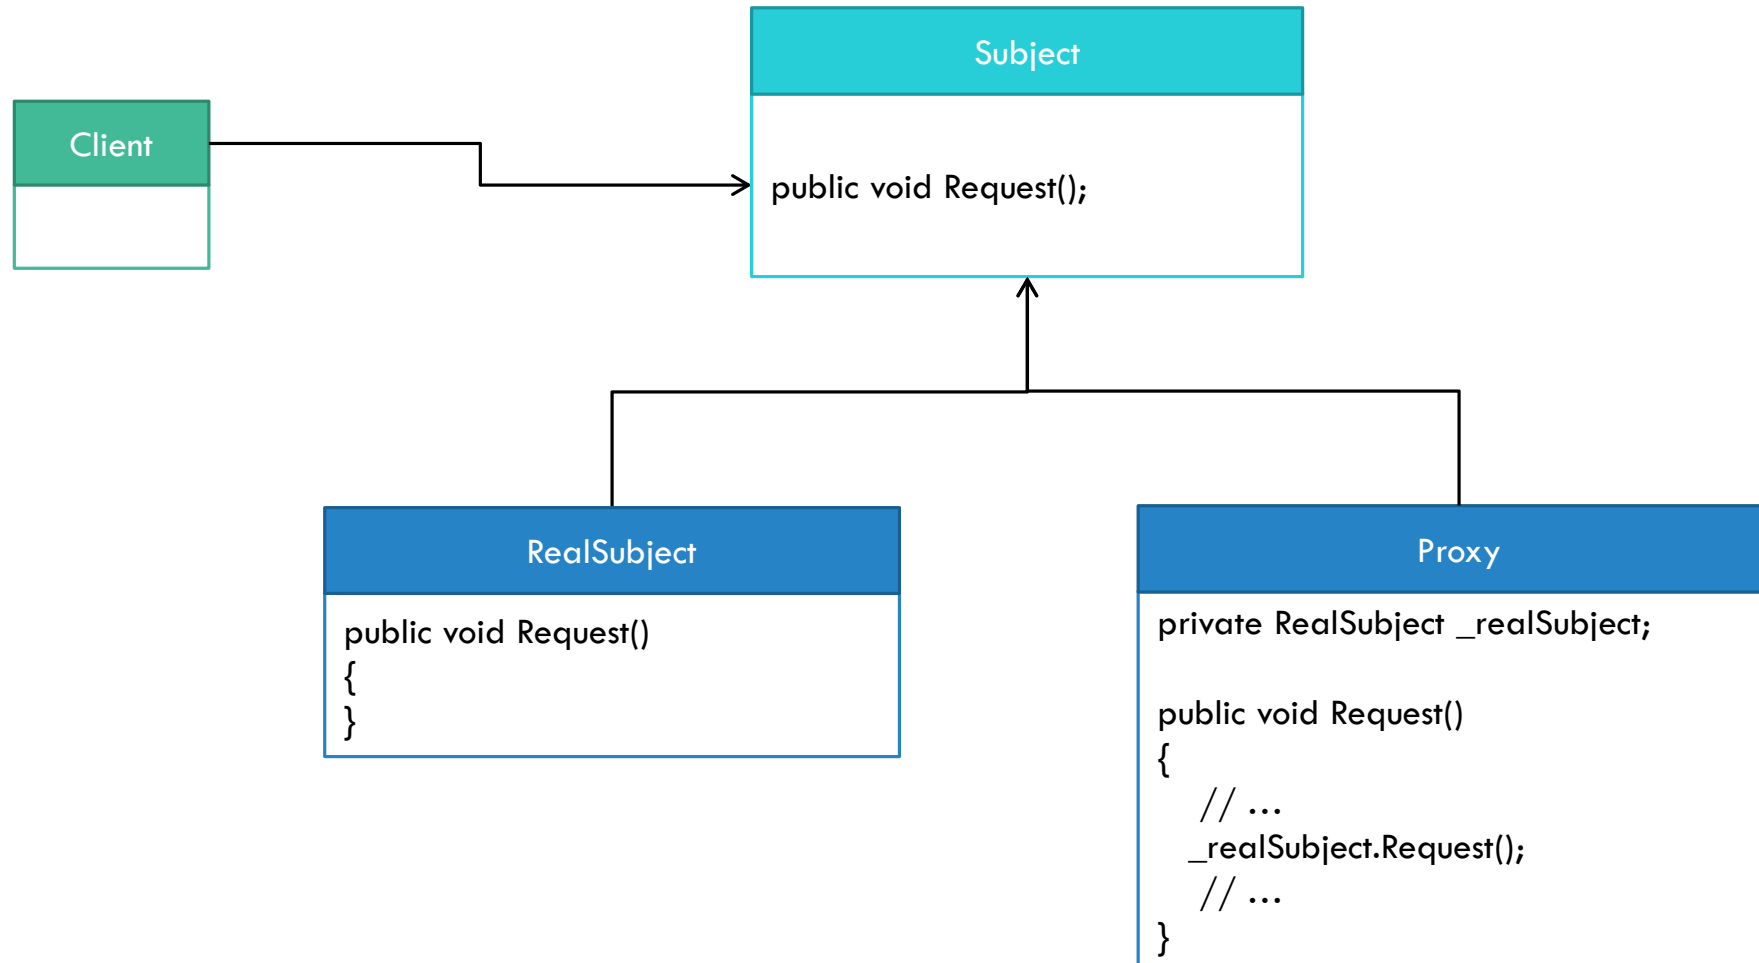 Subject
Client
public void Request();
RealSubject
public void Request()
{
}
Proxy
private RealSubject _realSubject;
public void Request()
{
// ...
_realSubject.Request();
// ...
}